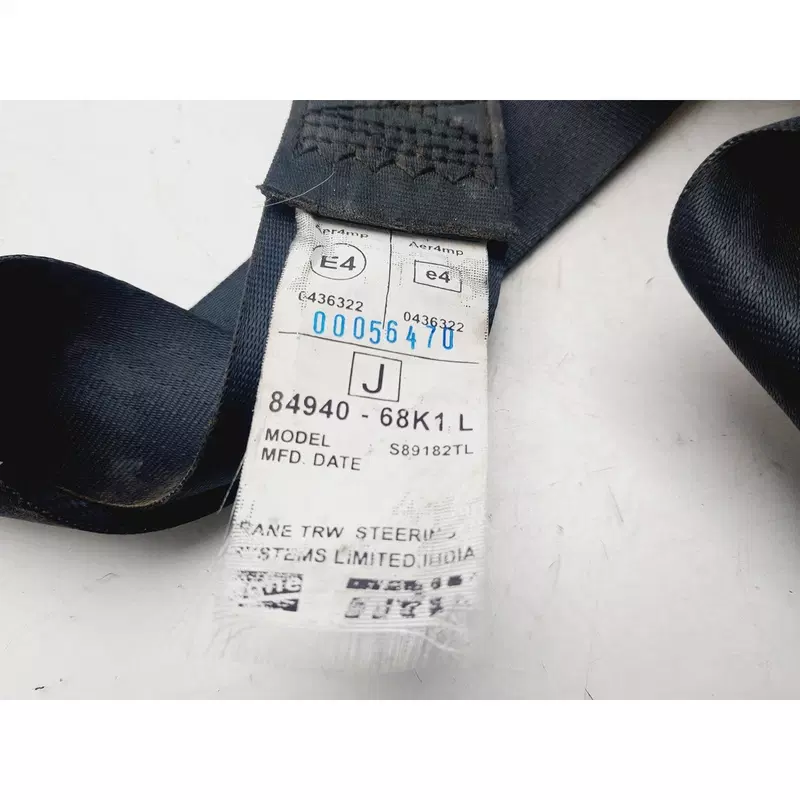 Aer4mp Aer4mp
E4 e4
0436322 0436322
00056470
J
84940 - 68K1 L
MODEL S89182TL
MFD. DATE
RANE TRW STEERING
SYSTEMS LIMITED, INDIA